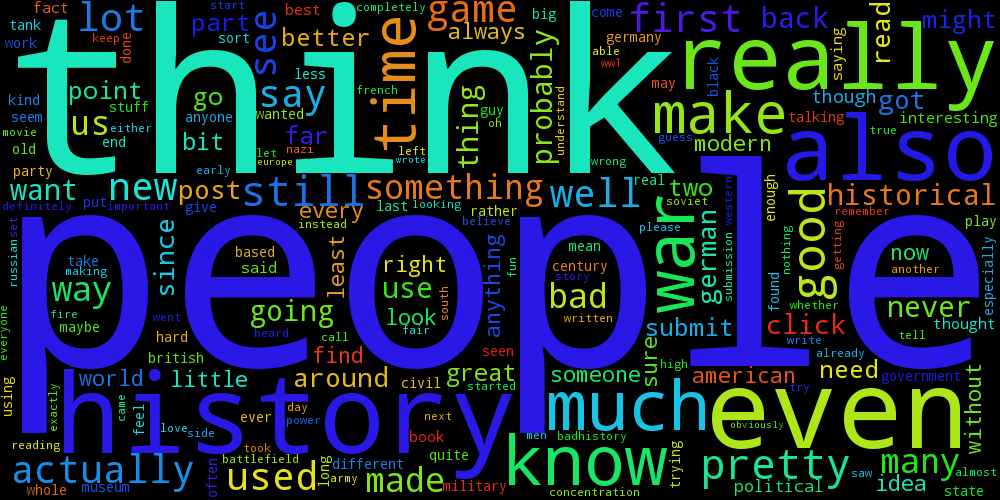 fact
start
best
completely
game
first
back
might
tank
lot
part
see
better
always
big
come
germany
saying
read
work
keep
done
sort
time
able
wwl
black
though
got
think
really
kind
point
stuff
go
less
say
french
thing
guy
probably
understand
may
make
talking
interesting
seem
us
either
anyone
wanted
oh
guess
modern
true
also
movie
end
bit
far
nazi
left
wrong
old
let
europe
wrote
party
early
real
two
enough
want
new
post
still
something
well
soviet
western
good
historical
definitely
put
important
give
every
last
looking
rather
please
war
german
submission
remember
play
russian
set
since
instead
believe
nothing
getting
especially
take
based
least
right
anything
fun
mean
now
making
said
century
another
way
use
south
story
bad
found
whether
never
fire
went
going
look
written
submit
click
tell
thought
maybe
hard
heard
call
fair
sure
write
everyone
british
find
seen
high
already
people
world
little
around
civil
great
someone
american
need
government
using
exactly
came
feel
ever
day
started
try
without
history
love
side
power
book
next
men
much
even
obviously
reading
took
quite
badhistory
know
trying
actually
often
battlefield
long
different
pretty
many
whole
museum
used
army
made
military
concentration
political
saw
idea
almost
state